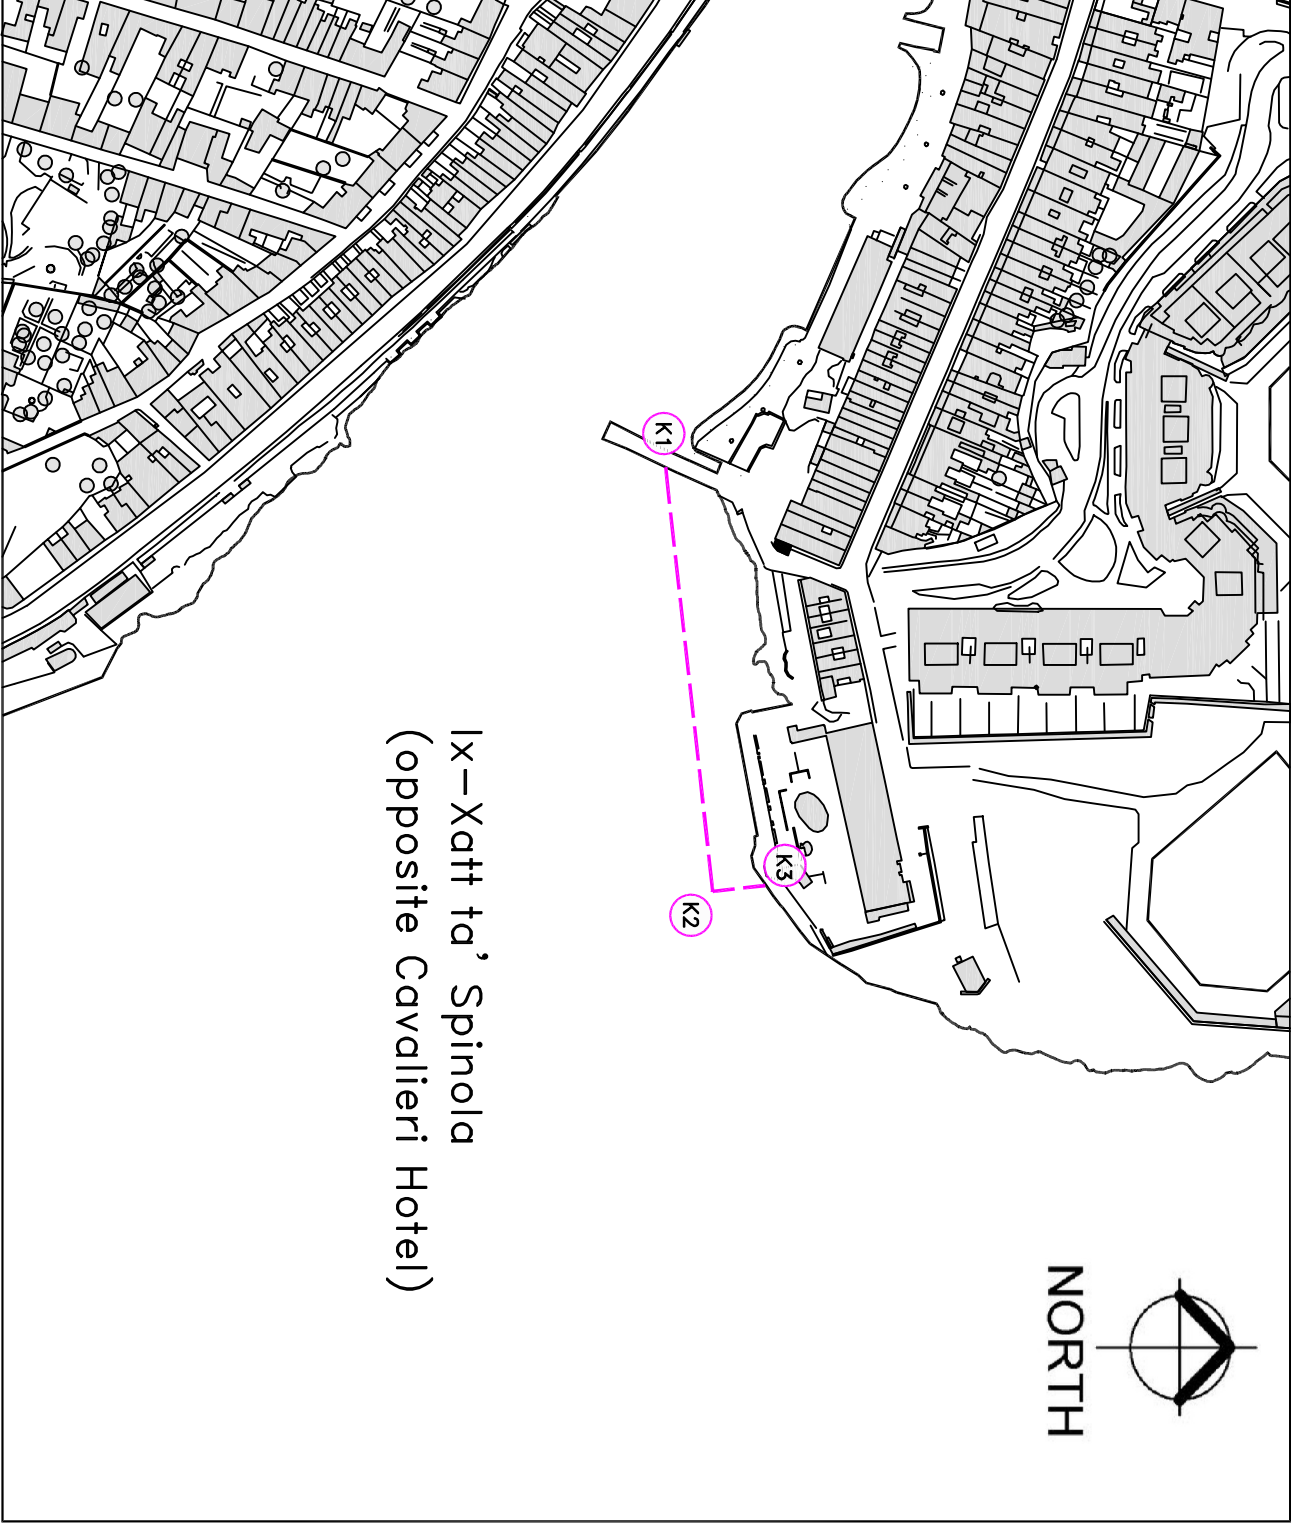 K1
K3
K2
Ix-Xatt ta' Spinola
(opposite Cavalieri Hotel)
NORTH